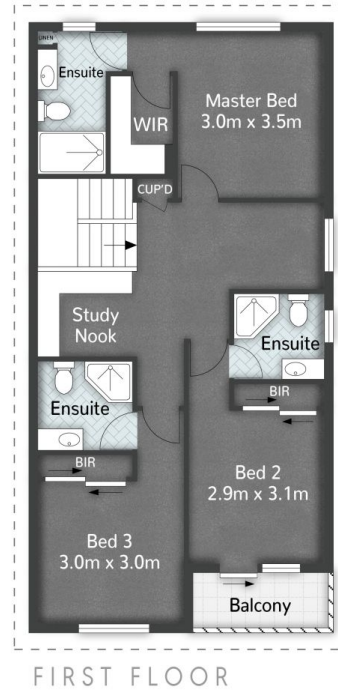 LINEN
Ensuite
WIR
Master Bed
3.0m x 3.5m
CUP'D
Study
Nook
Ensuite
Ensuite
BIR
BIR
Bed 2
2.9m x 3.1m
Bed 3
3.0m x 3.0m
Balcony
FIRST FLOOR